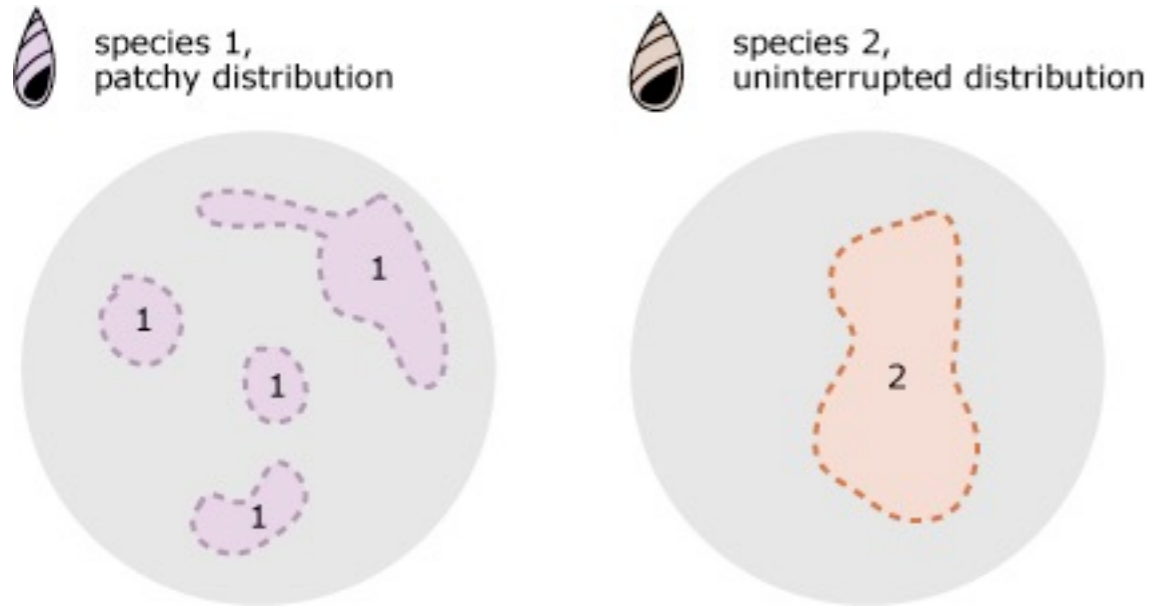 species 1,
patchy distribution
species 2,
uninterrupted distribution
1
1
1
1
2